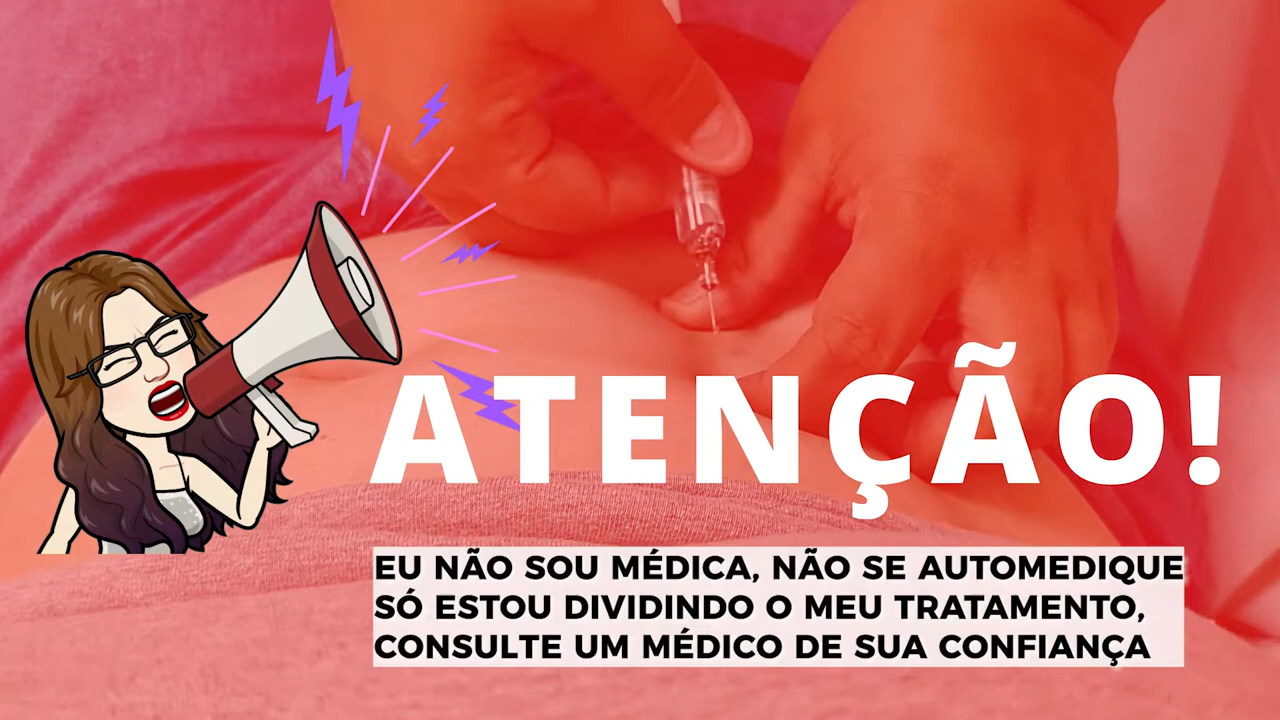 ATENÇÃO!
EU NÃO SOU MÉDICA, NÃO SE AUTOMEDIQUE
SÓ ESTOU DIVIDINDO O MEU TRATAMENTO,
CONSULTE UM MÉDICO DE SUA CONFIANÇA